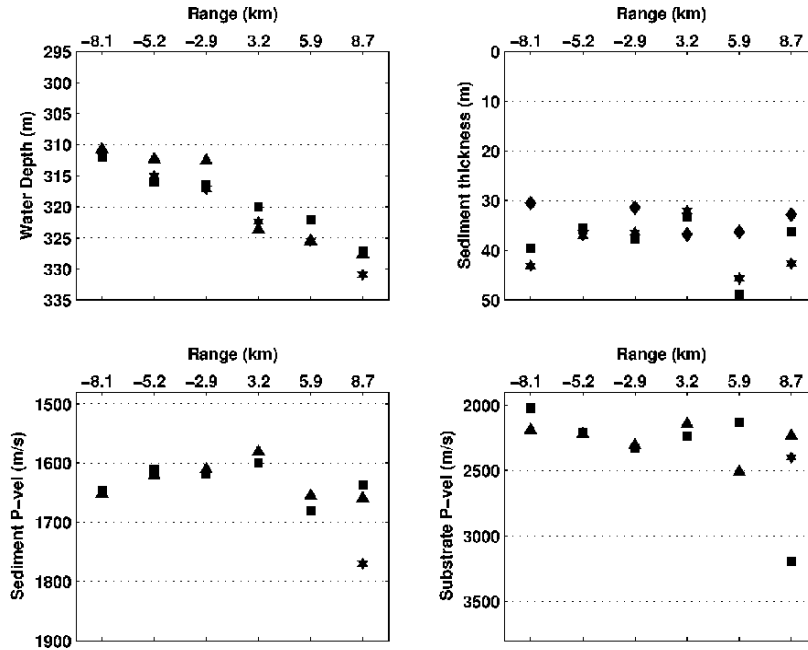 Range (km)
-8.1 -5.2 -2.9 3.2 5.9 8.7
295
300
305
310
315
320
325
330
335
Water Depth (m)
Range (km)
-8.1 -5.2 -2.9 3.2 5.9 8.7
0
10
20
30
40
50
Sediment thickness (m)
Range (km)
-8.1 -5.2 -2.9 3.2 5.9 8.7
1500
1600
1700
1800
1900
Sediment P-vel (m/s)
Range (km)
-8.1 -5.2 -2.9 3.2 5.9 8.7
2000
2500
3000
3500
Substrate P-vel (m/s)